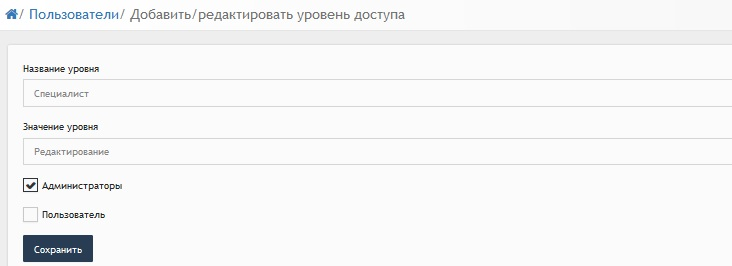 / Пользователи/ Добавить/редактировать уровень доступа
Название уровня
Специалист
Значение уровня
Редактирование
Администраторы
Пользователь
Сохранить